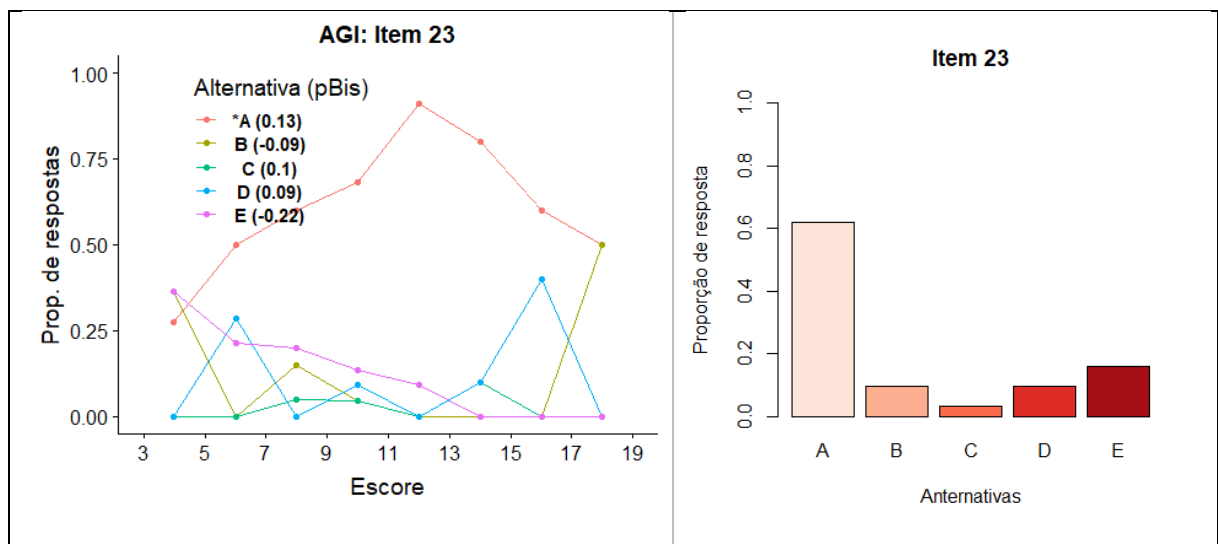 AGI: Item 23
Prop. de respostas
1.00
0.75
0.50
0.25
0.00
Alternativa (pBis)
*A (0.13)
B (-0.09)
C (0.1)
D (0.09)
E (-0.22)
3 5 7 9 11 13 15 17 19
Escore
Item 23
Proporção de resposta
1.0
0.8
0.6
0.4
0.2
0.0
A B C D E
Anternativas